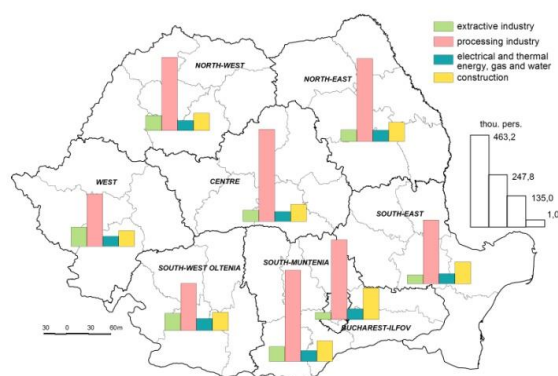 extractive industry
processing industry
electrical and thermal
energy, gas and water
construction
NORTH-WEST
NORTH-EAST
thou. pers.
463,2
247,8
135,0
1,0
WEST
CENTRE
SOUTH-EAST
SOUTH-WEST OLTENIA
SOUTH-MUNTENIA
BUCHAREST-ILFOV
30 0 30 60m